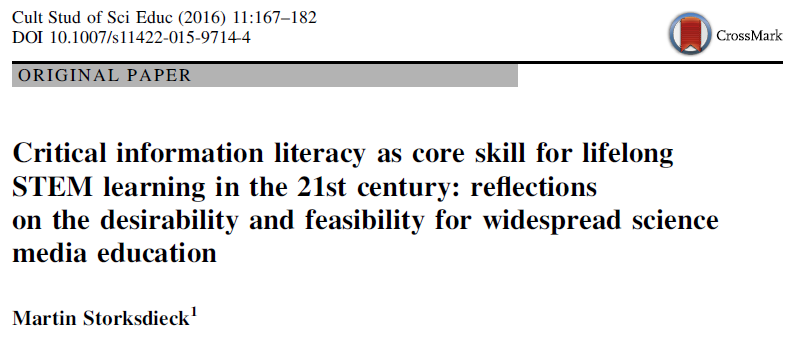 Cult Stud of Sci Educ (2016) 11:167–182
DOI 10.1007/s11422-015-9714-4
CrossMark
ORIGINAL PAPER
Critical information literacy as core skill for lifelong
STEM learning in the 21st century: reflections
on the desirability and feasibility for widespread science
media education
Martin Storksdieck1